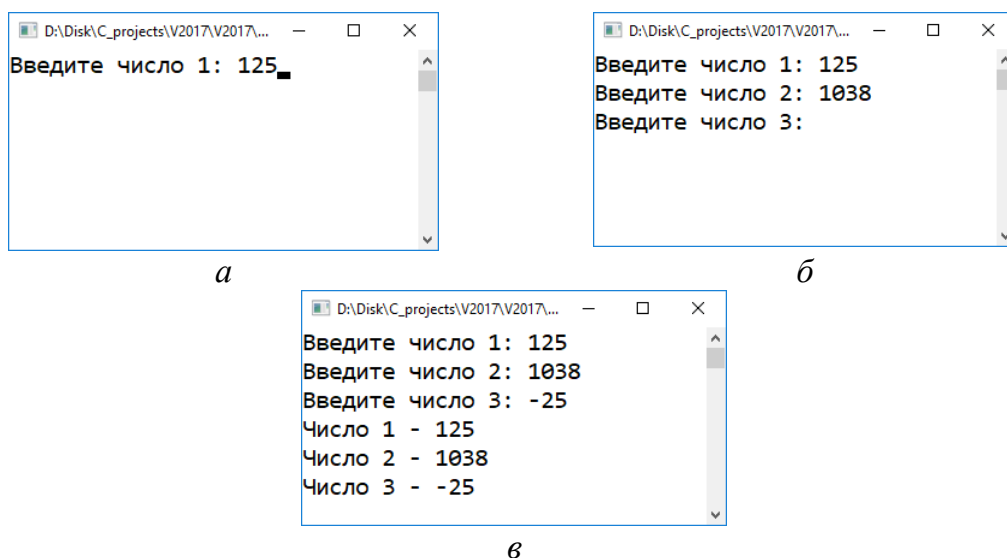 D:\Disk\C_projects\V2017\V2017\...
Введите число 1: 125
а
D:\Disk\C_projects\V2017\V2017\...
Введите число 1: 125
Введите число 2: 1038
Введите число 3:
б
D:\Disk\C_projects\V2017\V2017\...
Введите число 1: 125
Введите число 2: 1038
Введите число 3: -25
Число 1 - 125
Число 2 - 1038
Число 3 - -25
в